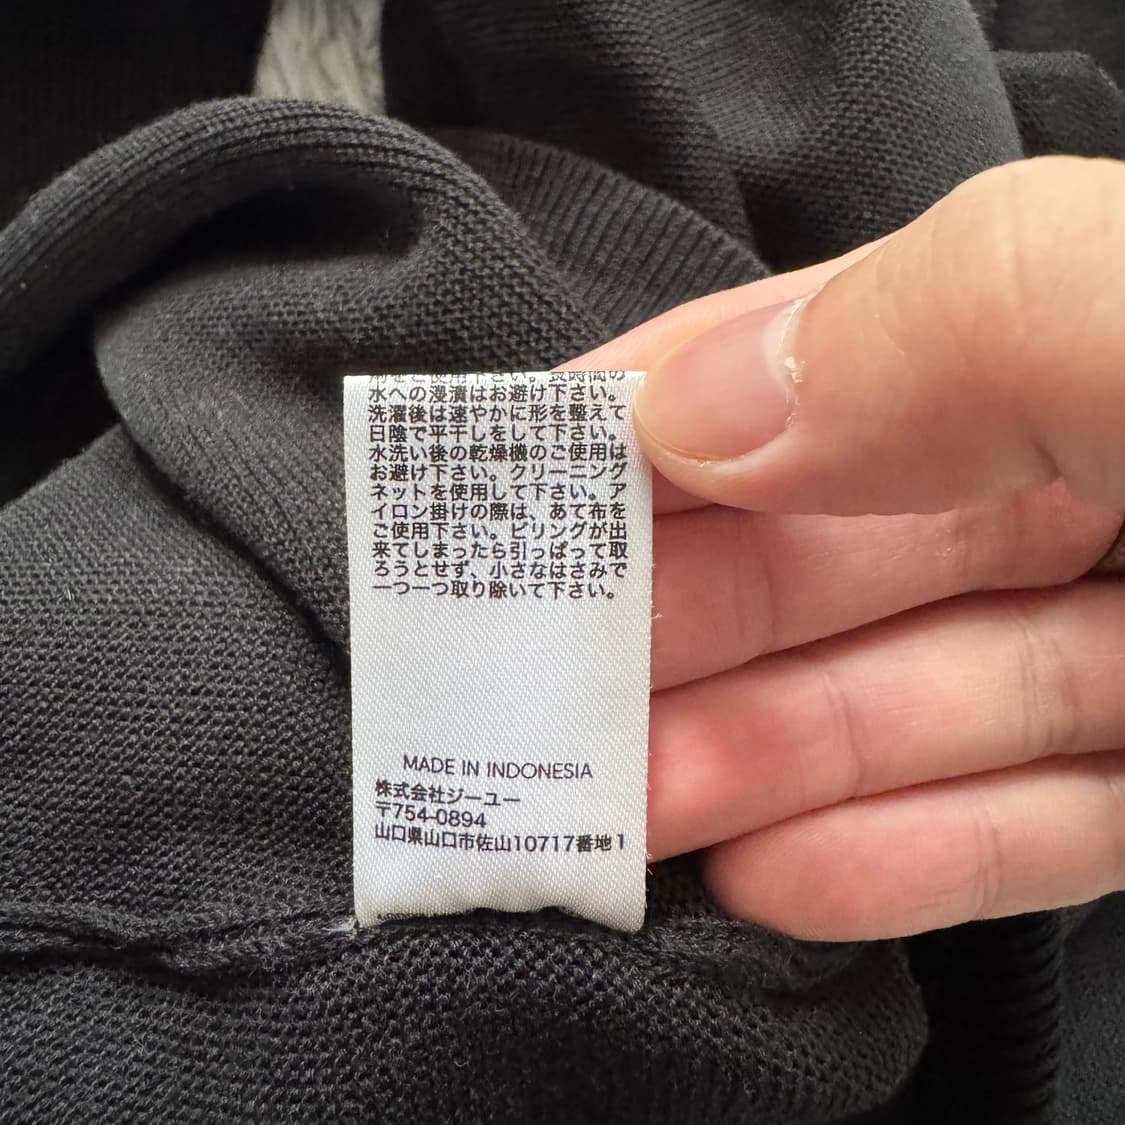 水への浸漬はお避け下さい。
洗濯後は速やかに形を整えて
日陰で平干しをして下さい。
水洗い後の乾燥機のご使用は
お避け下さい。クリーニング
ネットを使用して下さい。ア
イロン掛けの際は、あて布を
ご使用下さい。ピリングが出
来てしまったら引っぱって取
ろうとせず、小さなはさみで
一つ一つ取り除いて下さい。
MADE IN INDONESIA
株式会社ジーユー
〒754-0894
山口県山口市佐山10717番地1